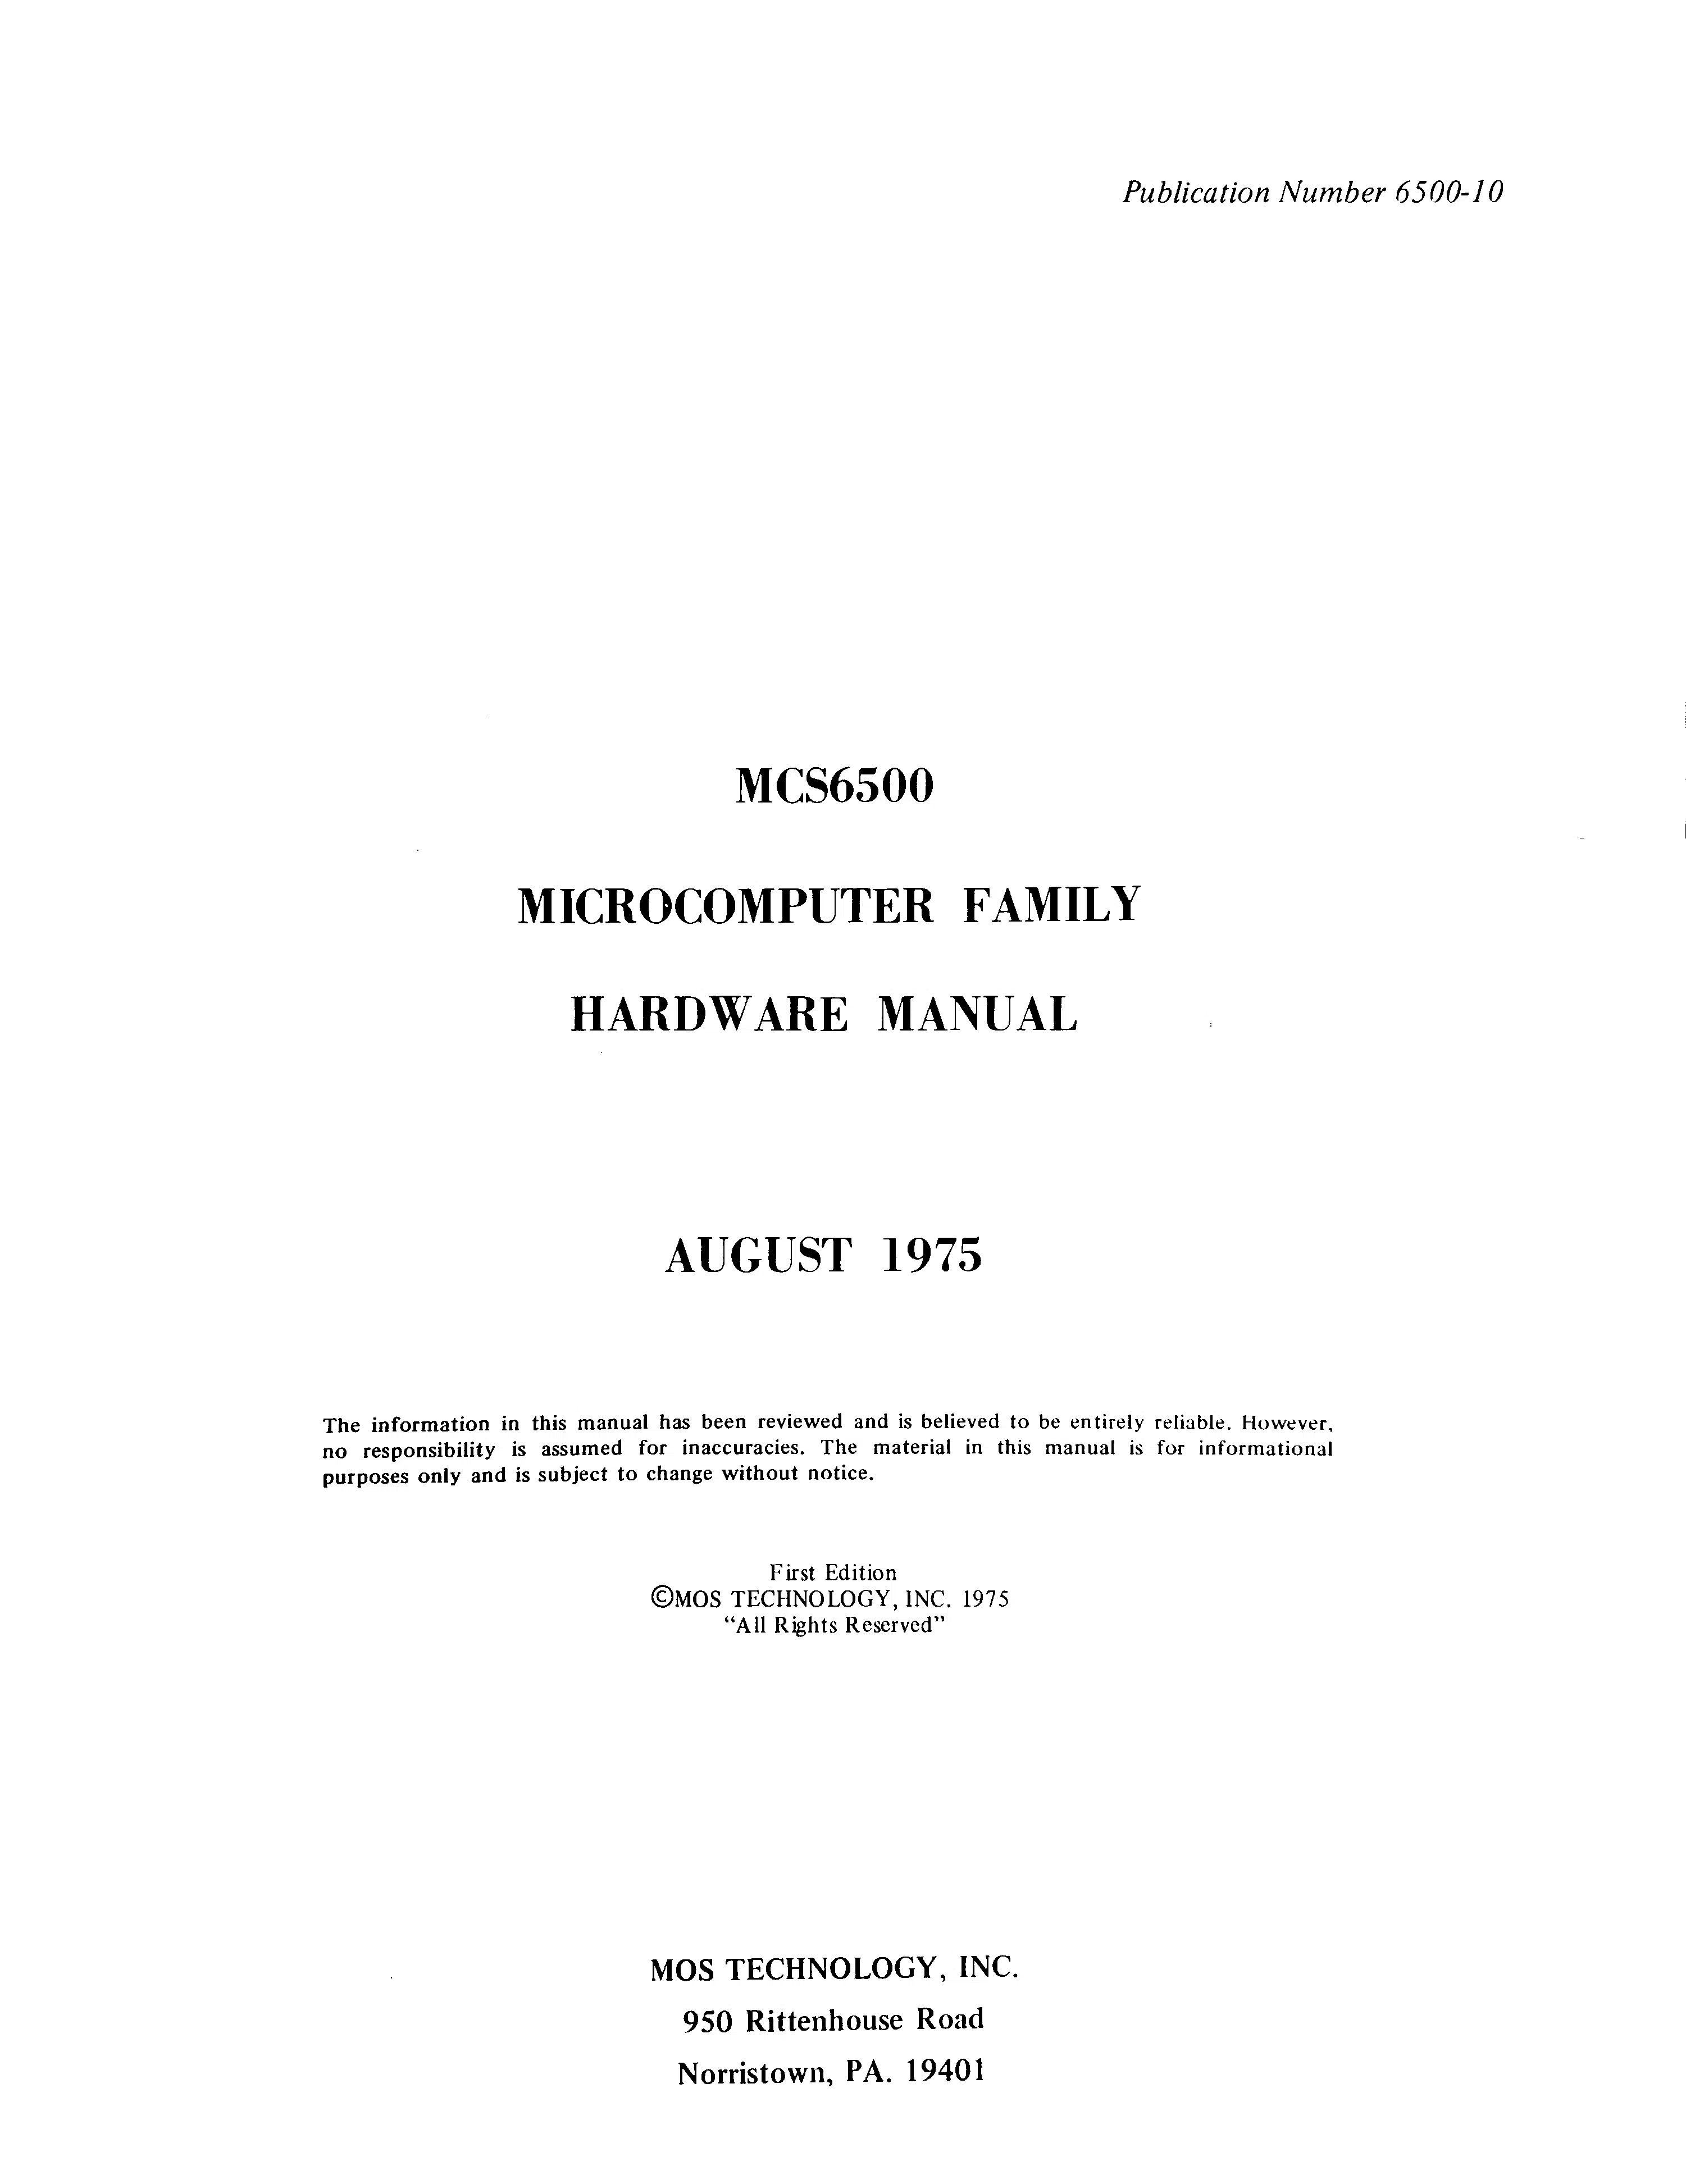 Publication Number 6500-10
MCS6500
MICROCOMPUTER FAMILY
HARDWARE MANUAL
AUGUST 1975
The information in this manual has been reviewed and is believed to be entirely reliable. However,
no responsibility is assumed for inaccuracies. The material in this manual is for informational
purposes only and is subject to change without notice.
First Edition
©MOS TECHNOLOGY, INC. 1975
“All Rights Reserved”
MOS TECHNOLOGY, INC.
950 Rittenhouse Road
Norristown, PA. 19401